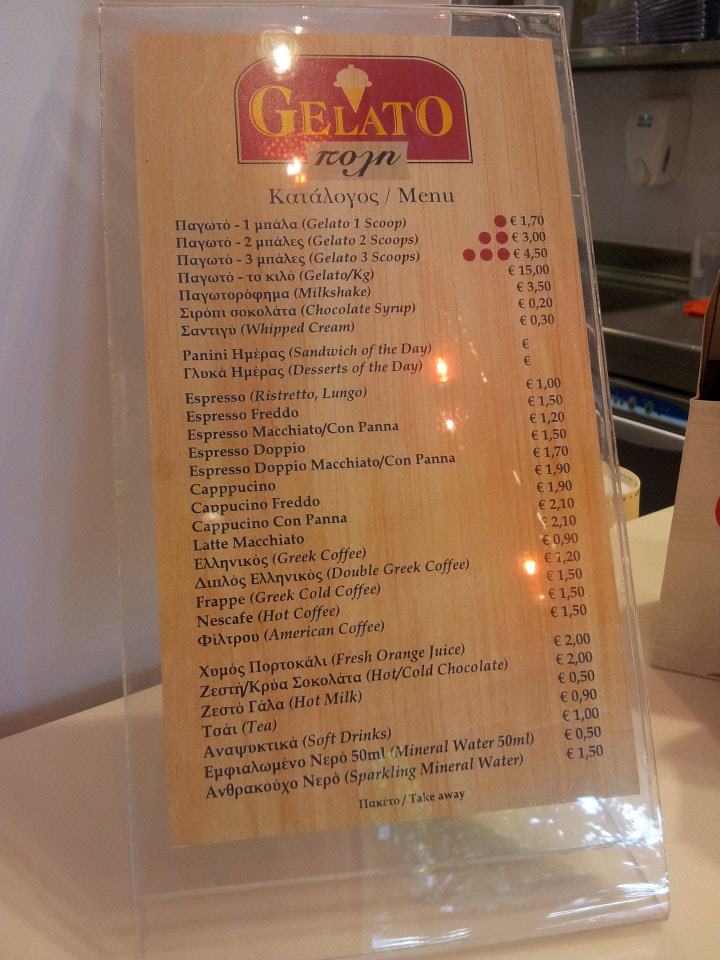 GELATO
πολη
Κατάλογος / Menu
Παγωτό - 1 μπάλα (Gelato 1 Scoop) € 1,70
Παγωτό - 2 μπάλες (Gelato 2 Scoops) € 3,00
Παγωτό - 3 μπάλες (Gelato 3 Scoops) € 4,50
Παγωτό - το κιλό (Gelato/Kg) € 15,00
Παγωτορόφημα (Milkshake) € 3,50
Σιρόπι σοκολάτα (Chocolate Syrup) € 0,20
Σαντιγύ (Whipped Cream) € 0,30
Panini Ημέρας (Sandwich of the Day) €
Γλυκά Ημέρας (Desserts of the Day) €
Espresso (Ristretto, Lungo) € 1,00
Espresso Freddo € 1,50
Espresso Macchiato/Con Panna € 1,20
Espresso Doppio € 1,50
Espresso Doppio Macchiato/Con Panna € 1,70
Capppucino € 1,90
Cappucino Freddo € 1,90
Cappucino Con Panna € 2,10
Latte Macchiato € 2,10
Ελληνικός (Greek Coffee) € 0,90
Διπλός Ελληνικός (Double Greek Coffee) € 1,20
Frappe (Greek Cold Coffee) € 1,50
Nescafe (Hot Coffee) € 1,50
Φίλτρου (American Coffee) € 1,50
Χυμός Πορτοκάλι (Fresh Orange Juice) € 2,00
Ζεστή/Κρύα Σοκολάτα (Hot/Cold Chocolate) € 2,00
Ζεστό Γάλα (Hot Milk) € 0,50
Τσάι (Tea) € 0,90
Αναψυκτικά (Soft Drinks) € 1,00
Εμφιαλωμένο Νερό 50ml (Mineral Water 50ml) € 0,50
Ανθρακούχο Νερό (Sparkling Mineral Water) € 1,50
Πακέτο / Take away